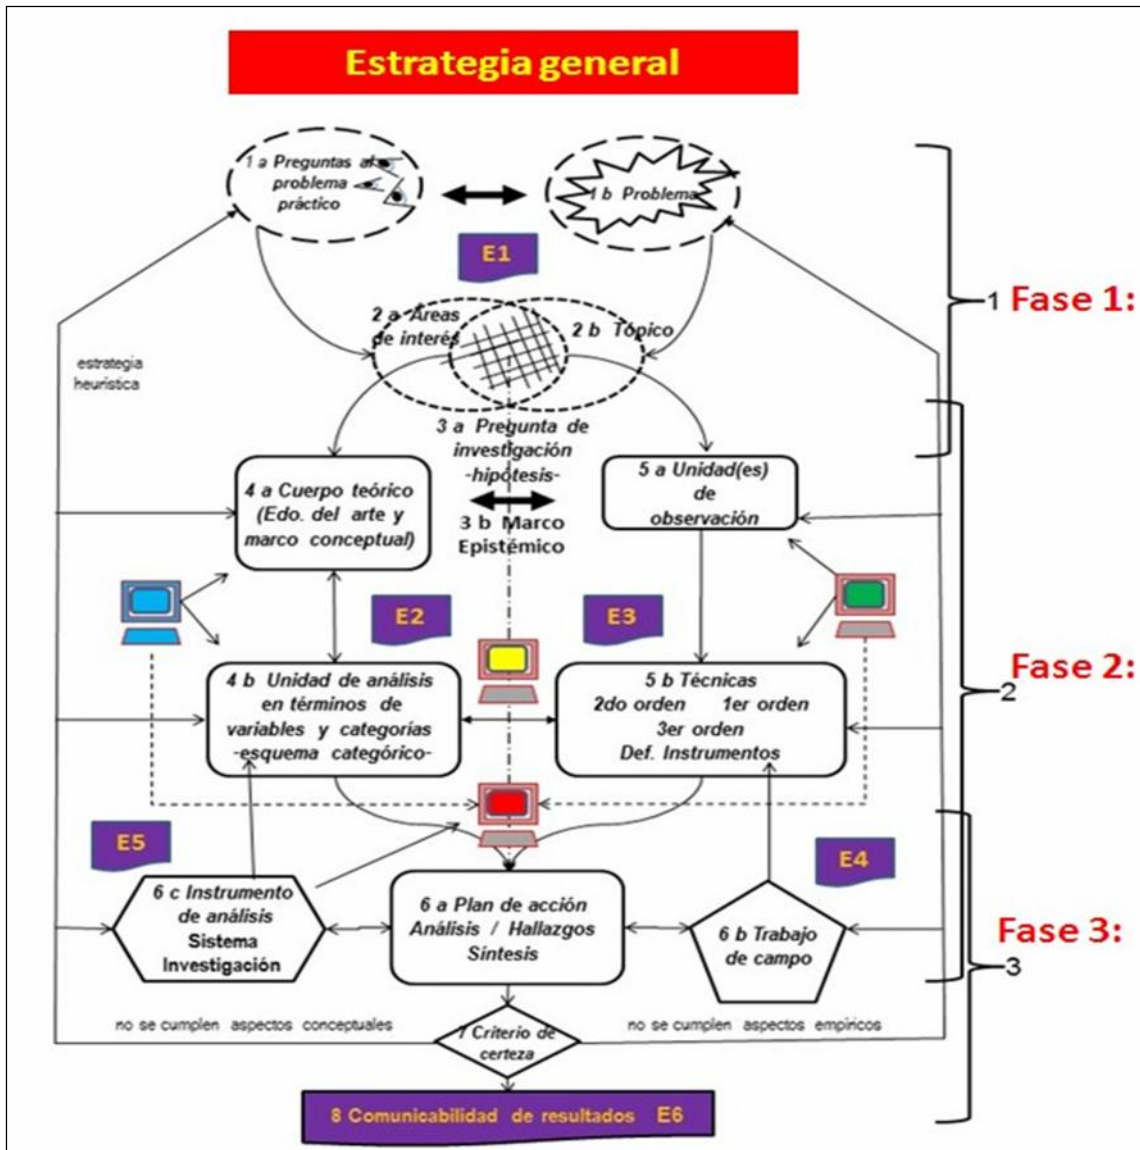 Estrategia general
1 a Preguntas al
problema
práctico
1 b Problema
E1
1 Fase 1:
2 a Áreas
de interés
2 b Tópico
estrategia
heurística
3 a Pregunta de
investigación
-hipótesis-
4 a Cuerpo teórico
(Edo. del arte y
marco conceptual)
5 a Unidad(es)
de
observación
3 b Marco
Epistémico
E2
E3
2 Fase 2:
4 b Unidad de análisis
en términos de
variables y categorías
-esquema categórico-
5 b Técnicas
2do orden 1er orden
3er orden
Def. Instrumentos
E5
E4
6 c Instrumento
de análisis
Sistema
Investigación
6 a Plan de acción
Análisis / Hallazgos
Síntesis
6 b Trabajo
de campo
3 Fase 3:
no se cumplen aspectos conceptuales
no se cumplen aspectos empíricos
7 Criterio de
certeza
8 Comunicabilidad de resultados E6